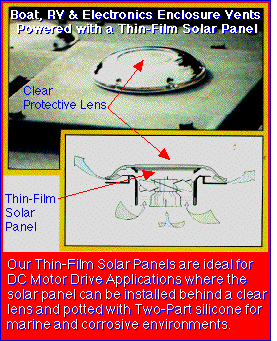 Boat, RV & Electronics Enclosure Vents
Powered with a Thin-Film Solar Panel
Clear
Protective Lens
Thin-Film
Solar
Panel
Our Thin-Film Solar Panels are ideal for
DC Motor Drive Applications where the
solar panel can be installed behind a clear
lens and potted with Two-Part silicone for
marine and corrosive environments.